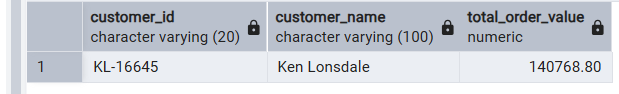 customer_id customer_name total_order_value
character varying (20) character varying (100) numeric
1 KL-16645 Ken Lonsdale 140768.80